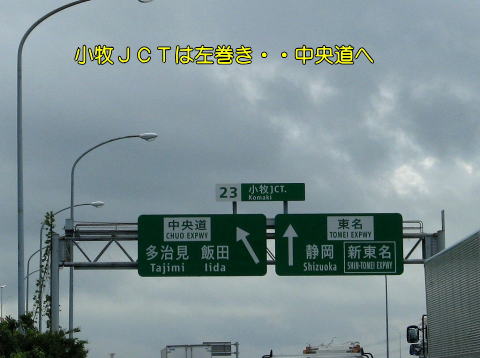 小牧ＪＣＴは左巻き・・中央道へ
23
小牧JCT.
Komaki
中央道
CHUO EXPWY
多治見 飯田
Tajimi Iida
東名
TOMEI EXPWY
静岡 新東名
Shizuoka SHIN-TOMEI EXPWY